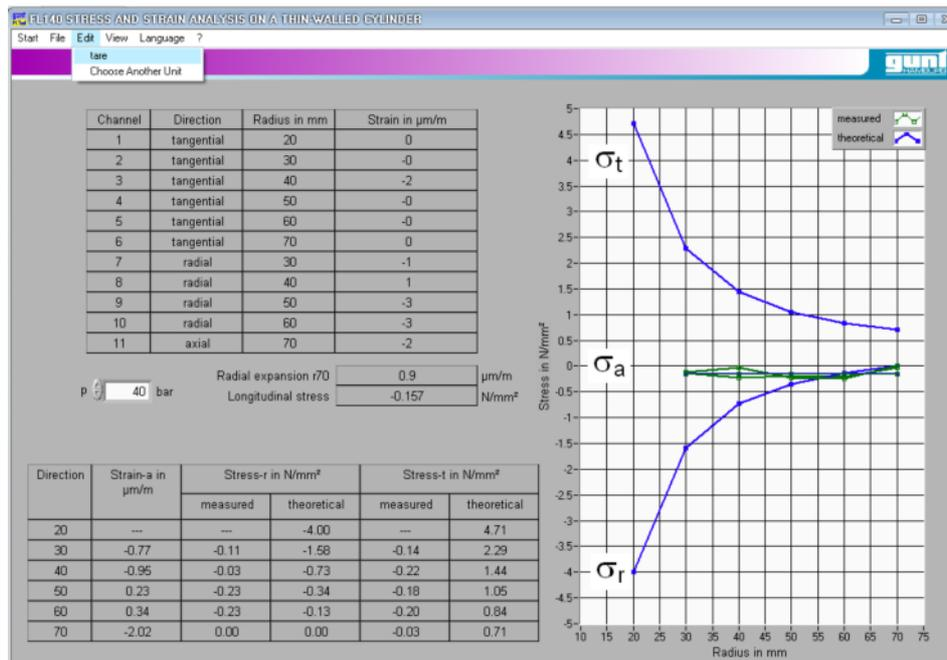 FL140 STRESS AND STRAIN ANALYSIS ON A THIN-WALLED CYLINDER
Start File Edit View Language ?
tare
Choose Another Unit
gunt
Channel Direction Radius in mm Strain in µm/m
1 tangential 20 0
2 tangential 30 -0
3 tangential 40 -2
4 tangential 50 -0
5 tangential 60 -0
6 tangential 70 0
7 radial 30 -1
8 radial 40 1
9 radial 50 -3
10 radial 60 -3
11 axial 70 -2
p 40 bar
Radial expansion r70 0.9 µm/m
Longitudinal stress -0.157 N/mm²
Direction Strain-a in µm/m Stress-r in N/mm² Stress-t in N/mm²
measured theoretical measured theoretical
20 --- --- -4.00 --- 4.71
30 -0.77 -0.11 -1.58 -0.14 2.29
40 -0.95 -0.03 -0.73 -0.22 1.44
50 0.23 -0.23 -0.34 -0.18 1.05
60 0.34 -0.23 -0.13 -0.20 0.84
70 -2.02 0.00 0.00 -0.03 0.71
measured
theoretical
σt
σa
σr
Stress in N/mm²
5
4.5
4
3.5
3
2.5
2
1.5
1
0.5
0
-0.5
-1
-1.5
-2
-2.5
-3
-3.5
-4
-4.5
-5
10 15 20 25 30 35 40 45 50 55 60 65 70 75
Radius in mm